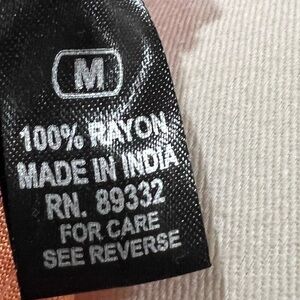 M
100% RAYON
MADE IN INDIA
RN. 89332
FOR CARE
SEE REVERSE